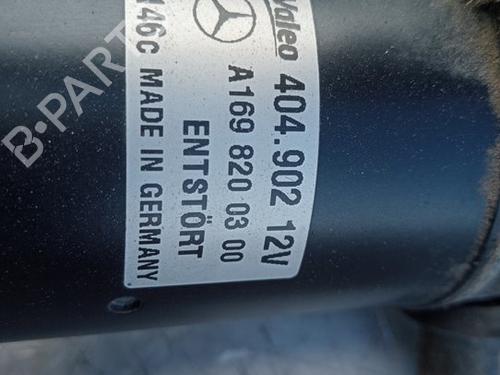 Valeo 404.902 12V
A169 820 03 00
ENTSTÖRT
146c MADE IN GERMANY
B-PARTS